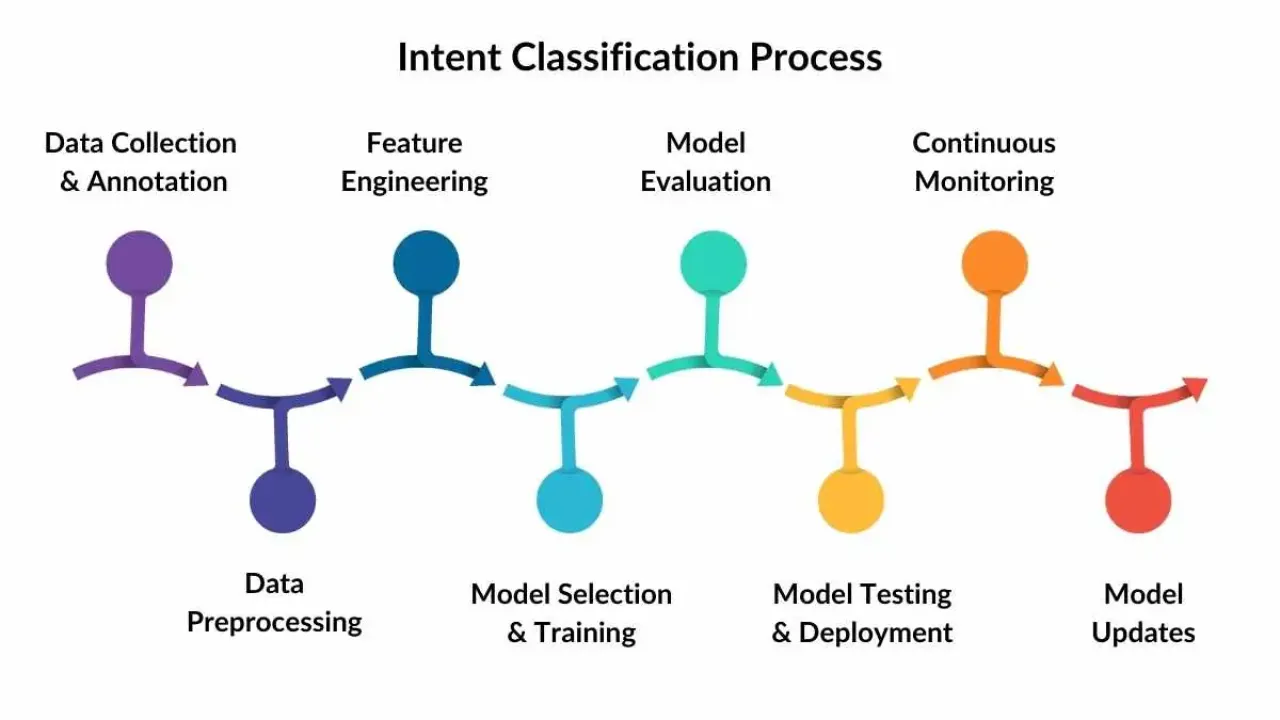 Intent Classification Process
Data Collection
& Annotation
Feature
Engineering
Model
Evaluation
Continuous
Monitoring
Data
Preprocessing
Model Selection
& Training
Model Testing
& Deployment
Model
Updates